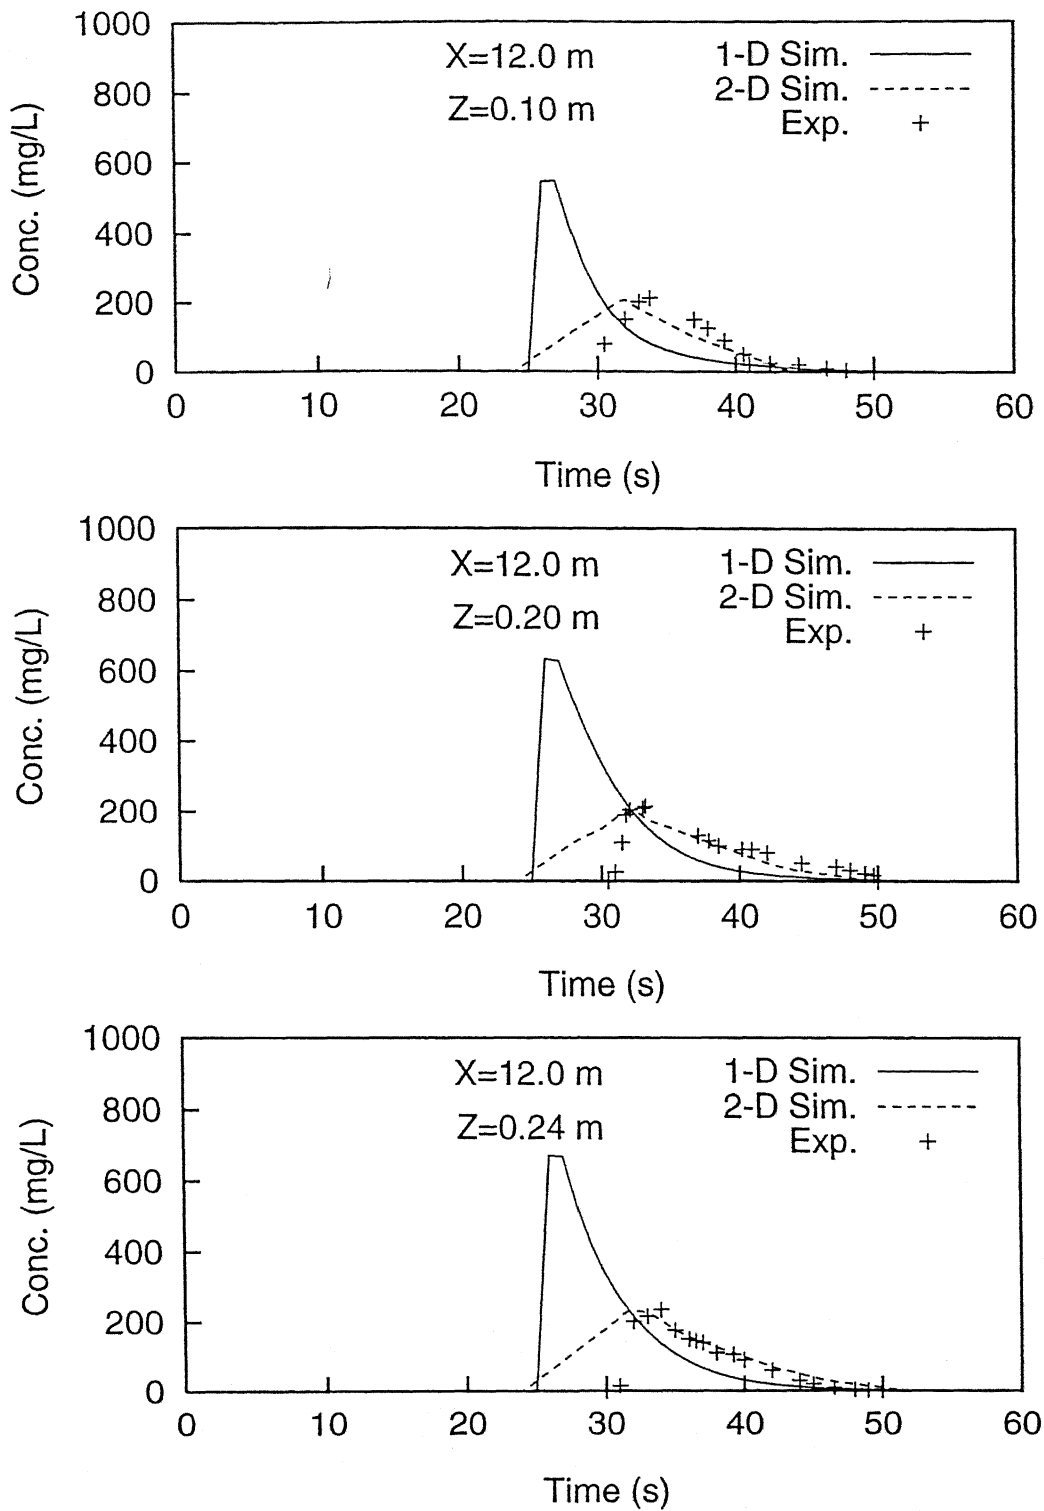 1000
X=12.0 m
1-D Sim.
800
Z=0.10 m
2-D Sim.
Exp.
600
400
200
0
0 10 20 30 40 50 60
Conc. (mg/L)
Time (s)
1000
X=12.0 m
1-D Sim.
800
Z=0.20 m
2-D Sim.
Exp.
600
400
200
0
0 10 20 30 40 50 60
Conc. (mg/L)
Time (s)
1000
X=12.0 m
1-D Sim.
800
Z=0.24 m
2-D Sim.
Exp.
600
400
200
0
0 10 20 30 40 50 60
Conc. (mg/L)
Time (s)